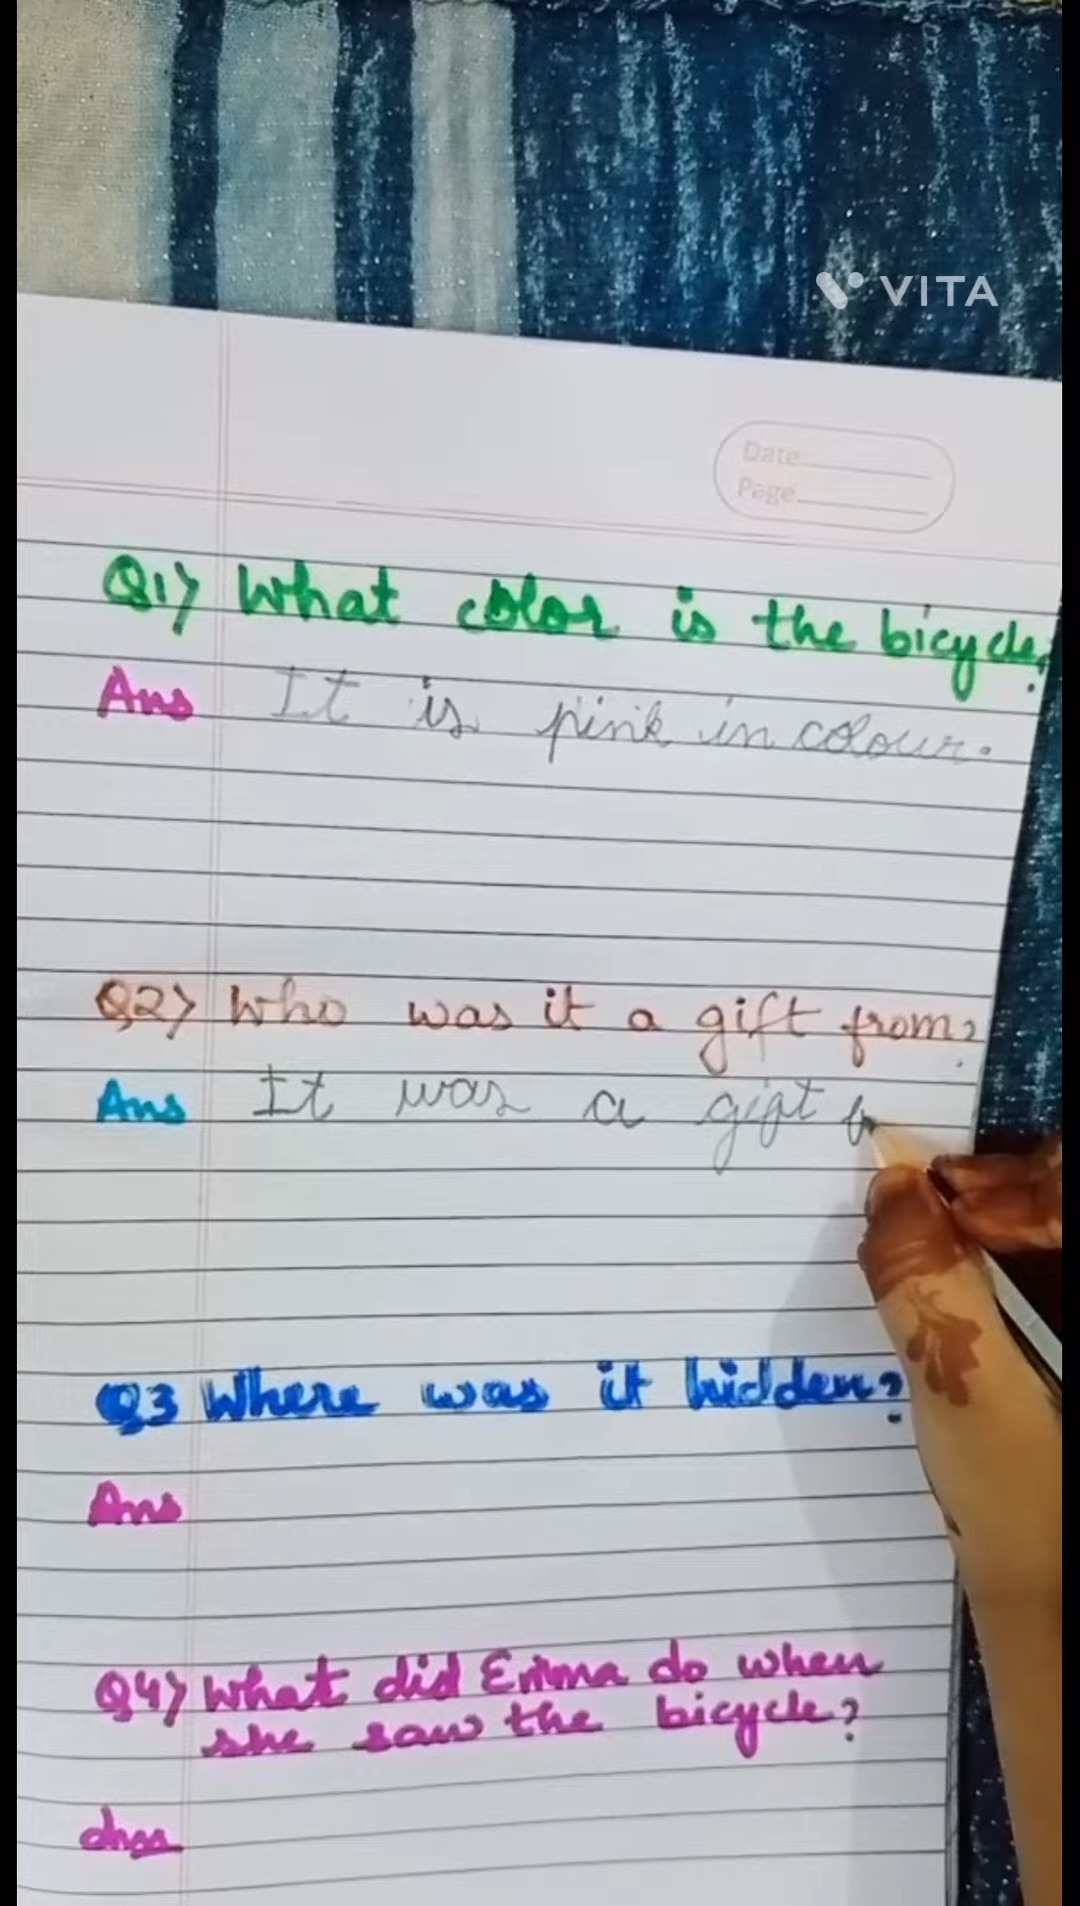 VITA
Date
Page
Q1> What color is the bicycle?
Ans It is pink in colour.
Q2> Who was it a gift from?
Ans It was a gift
Q3 Where was it hidden?
Ans
Q4> What did Emma do when
she saw the bicycle?
Ans